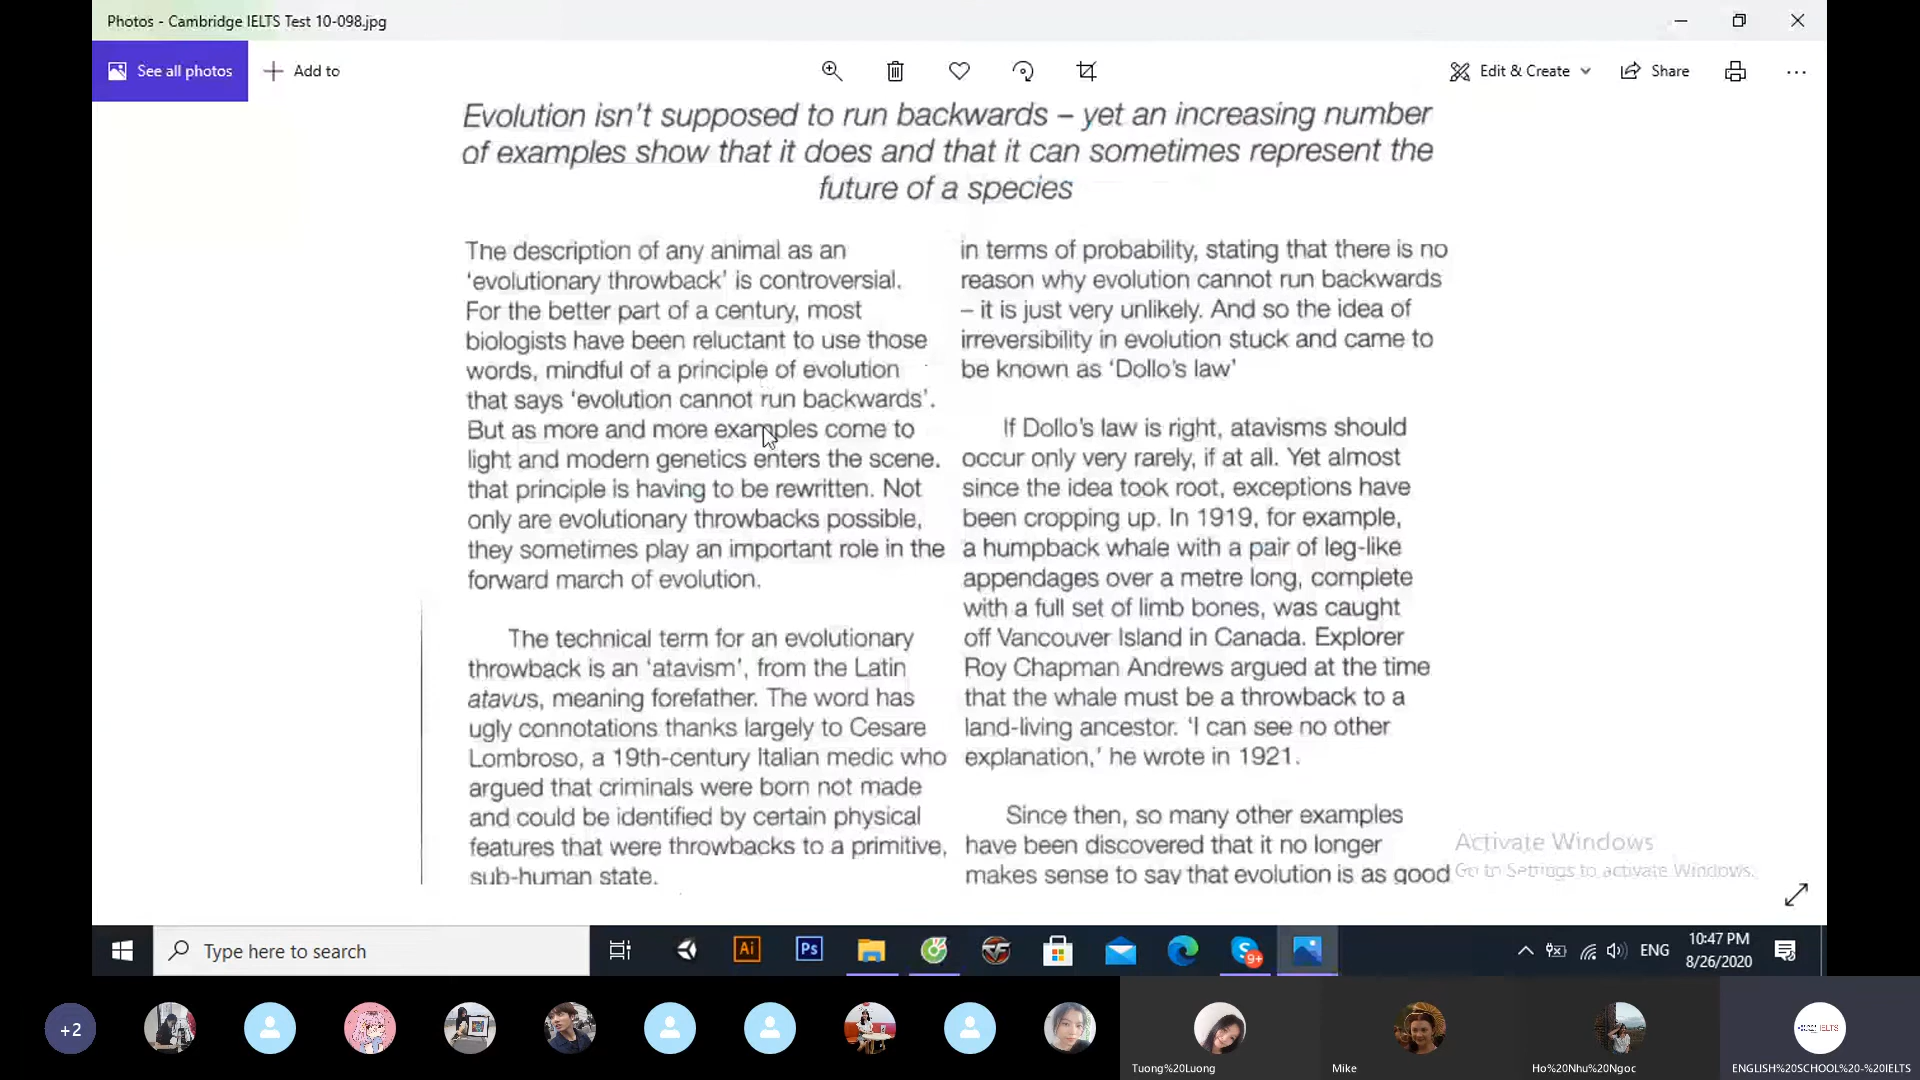 Photos - Cambridge IELTS Test 10-098.jpg
See all photos
Add to
Edit & Create
Share
Evolution isn't supposed to run backwards – yet an increasing number
of examples show that it does and that it can sometimes represent the
future of a species
The description of any animal as an
'evolutionary throwback' is controversial.
For the better part of a century, most
biologists have been reluctant to use those
words, mindful of a principle of evolution
that says 'evolution cannot run backwards'.
But as more and more examples come to
light and modern genetics enters the scene,
that principle is having to be rewritten. Not
only are evolutionary throwbacks possible,
they sometimes play an important role in the
forward march of evolution.
The technical term for an evolutionary
throwback is an 'atavism', from the Latin
atavus, meaning forefather. The word has
ugly connotations thanks largely to Cesare
Lombroso, a 19th-century Italian medic who
argued that criminals were born not made
and could be identified by certain physical
features that were throwbacks to a primitive,
sub-human state.
in terms of probability, stating that there is no
reason why evolution cannot run backwards
– it is just very unlikely. And so the idea of
irreversibility in evolution stuck and came to
be known as 'Dollo's law'
If Dollo's law is right, atavisms should
occur only very rarely, if at all. Yet almost
since the idea took root, exceptions have
been cropping up. In 1919, for example,
a humpback whale with a pair of leg-like
appendages over a metre long, complete
with a full set of limb bones, was caught
off Vancouver Island in Canada. Explorer
Roy Chapman Andrews argued at the time
that the whale must be a throwback to a
land-living ancestor. 'I can see no other
explanation,' he wrote in 1921.
Since then, so many other examples
have been discovered that it no longer
makes sense to say that evolution is as good
Activate Windows
Go to Settings to activate Windows.
Type here to search
Ai
Ps
S
9+
ENG
10:47 PM
8/26/2020
+2
Tuong%20Luong
Mike
Ho%20Nhu%20Ngoc
ENGLISH%20SCHOOL%20-%20IELTS